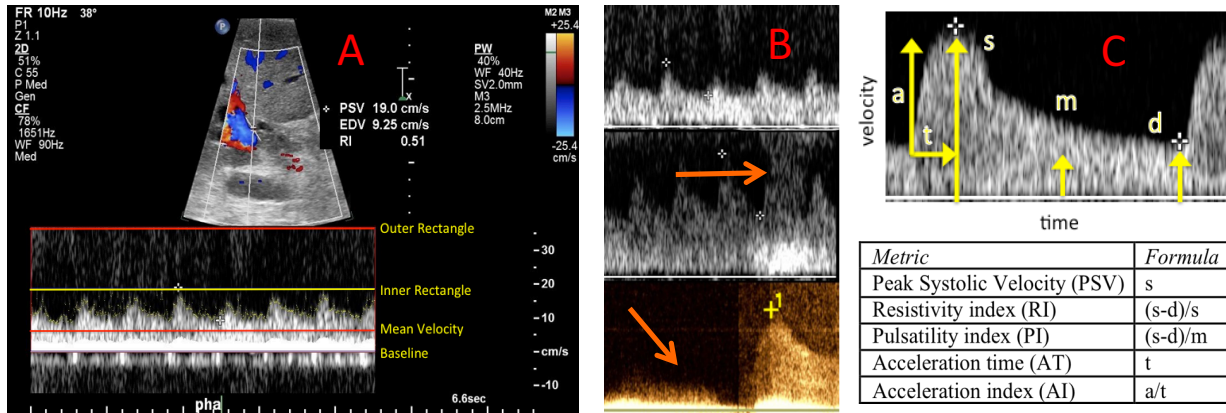 FR 10Hz 38°
P1
Z 1.1
2D
51%
C 55
P Med
Gen
CF
78%
1651Hz
WF 90Hz
Med
P
A
x
PSV 19.0 cm/s
EDV 9.25 cm/s
RI 0.51
M2 M3
+25.4
-25.4
cm/s
PW
40%
WF 40Hz
SV2.0mm
M3
2.5MHz
8.0cm
Outer Rectangle
Inner Rectangle
Mean Velocity
Baseline
30
20
10
cm/s
-10
pha
6.6sec
B
1
C
velocity
a
t
s
m
d
time
Metric Formula
Peak Systolic Velocity (PSV) s
Resistivity index (RI) (s-d)/s
Pulsatility index (PI) (s-d)/m
Acceleration time (AT) t
Acceleration index (AI) a/t